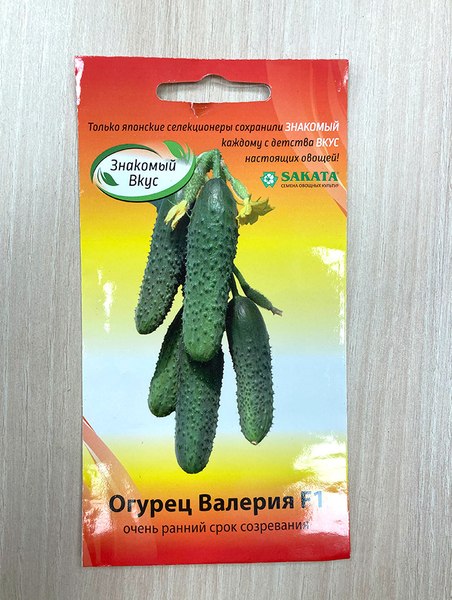 Только японские селекционеры сохранили ЗНАКОМЫЙ
каждому с детства ВКУС
настоящих овощей!
Знакомый
Вкус
SAKATA
СЕМЕНА ОВОЩНЫХ КУЛЬТУР
Огурец Валерия F1
очень ранний срок созревания